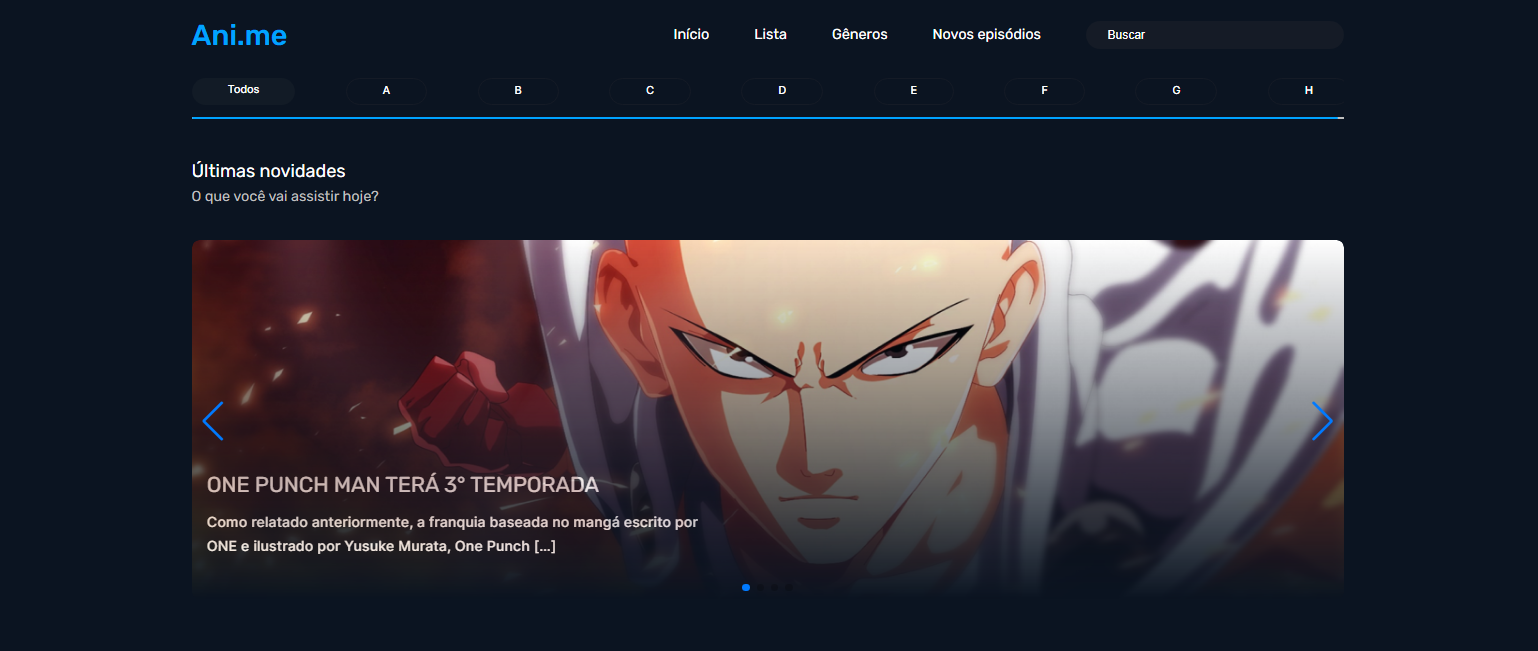 Ani.me
Início
Lista
Gêneros
Novos episódios
Buscar
Todos
A
B
C
D
E
F
G
H
Últimas novidades
O que você vai assistir hoje?
ONE PUNCH MAN TERÁ 3° TEMPORADA
Como relatado anteriormente, a franquia baseada no mangá escrito por
ONE e ilustrado por Yusuke Murata, One Punch [...]